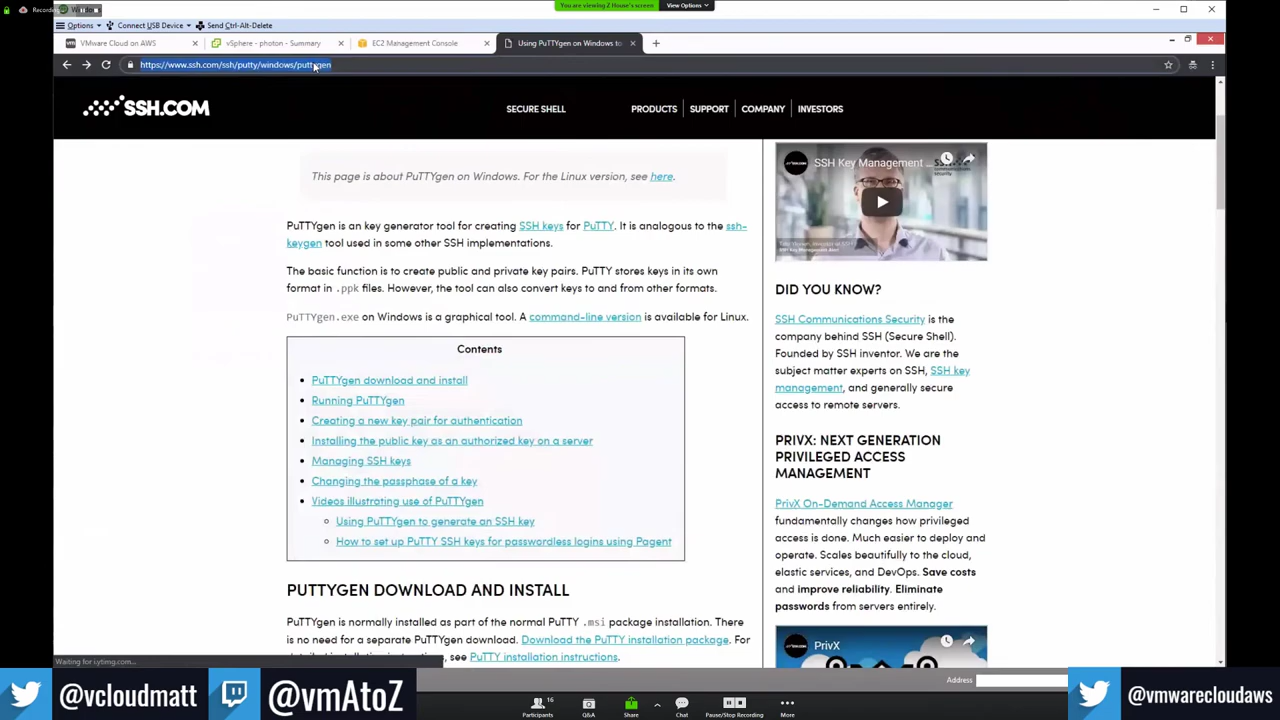 Recording
Windows
You are viewing Z House's screen
View Options
Options
Connect USB Device
Send Ctrl-Alt-Delete
VMware Cloud on AWS
vSphere - photon - Summary
EC2 Management Console
Using PuTTYgen on Windows to
https://www.ssh.com/ssh/putty/windows/puttygen
SSH.COM
SECURE SHELL
PRODUCTS
SUPPORT
COMPANY
INVESTORS
This page is about PuTTYgen on Windows. For the Linux version, see here.
PuTTYgen is an key generator tool for creating SSH keys for PuTTY. It is analogous to the ssh-
keygen tool used in some other SSH implementations.
The basic function is to create public and private key pairs. PuTTY stores keys in its own
format in .ppk files. However, the tool can also convert keys to and from other formats.
PuTTYgen.exe on Windows is a graphical tool. A command-line version is available for Linux.
Contents
PuTTYgen download and install
Running PuTTYgen
Creating a new key pair for authentication
Installing the public key as an authorized key on a server
Managing SSH keys
Changing the passphase of a key
Videos illustrating use of PuTTYgen
Using PuTTYgen to generate an SSH key
How to set up PuTTY SSH keys for passwordless logins using Pagent
PUTTYGEN DOWNLOAD AND INSTALL
PuTTYgen is normally installed as part of the normal PuTTY .msi package installation. There
is no need for a separate PuTTYgen download. Download the PuTTY installation package. For
detailed installation instructions, see PuTTY installation instructions.
SSH Key Management ...
DID YOU KNOW?
SSH Communications Security is the
company behind SSH (Secure Shell).
Founded by SSH inventor. We are the
subject matter experts on SSH, SSH key
management, and generally secure
access to remote servers.
PRIVX: NEXT GENERATION
PRIVILEGED ACCESS
MANAGEMENT
PrivX On-Demand Access Manager
fundamentally changes how privileged
access is done. Much easier to deploy and
operate. Scales beautifully to the cloud,
elastic services, and DevOps. Save costs
and improve reliability. Eliminate
passwords from servers entirely.
PrivX
Waiting for i.ytimg.com...
Address
@vcloudmatt
@vmAtoZ
16
Participants
Q&A
Share
Chat
Pause/Stop Recording
More
@vmwarecloudaws